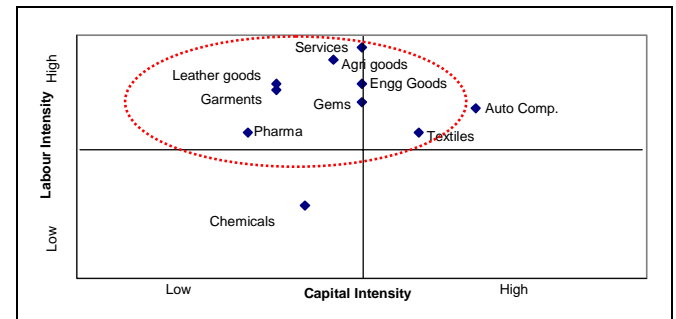 Services
Agri goods
High
Leather goods
Engg Goods
Garments
Gems
Auto Comp.
Pharma
Textiles
Labour Intensity
Chemicals
Low
Low
Capital Intensity
High